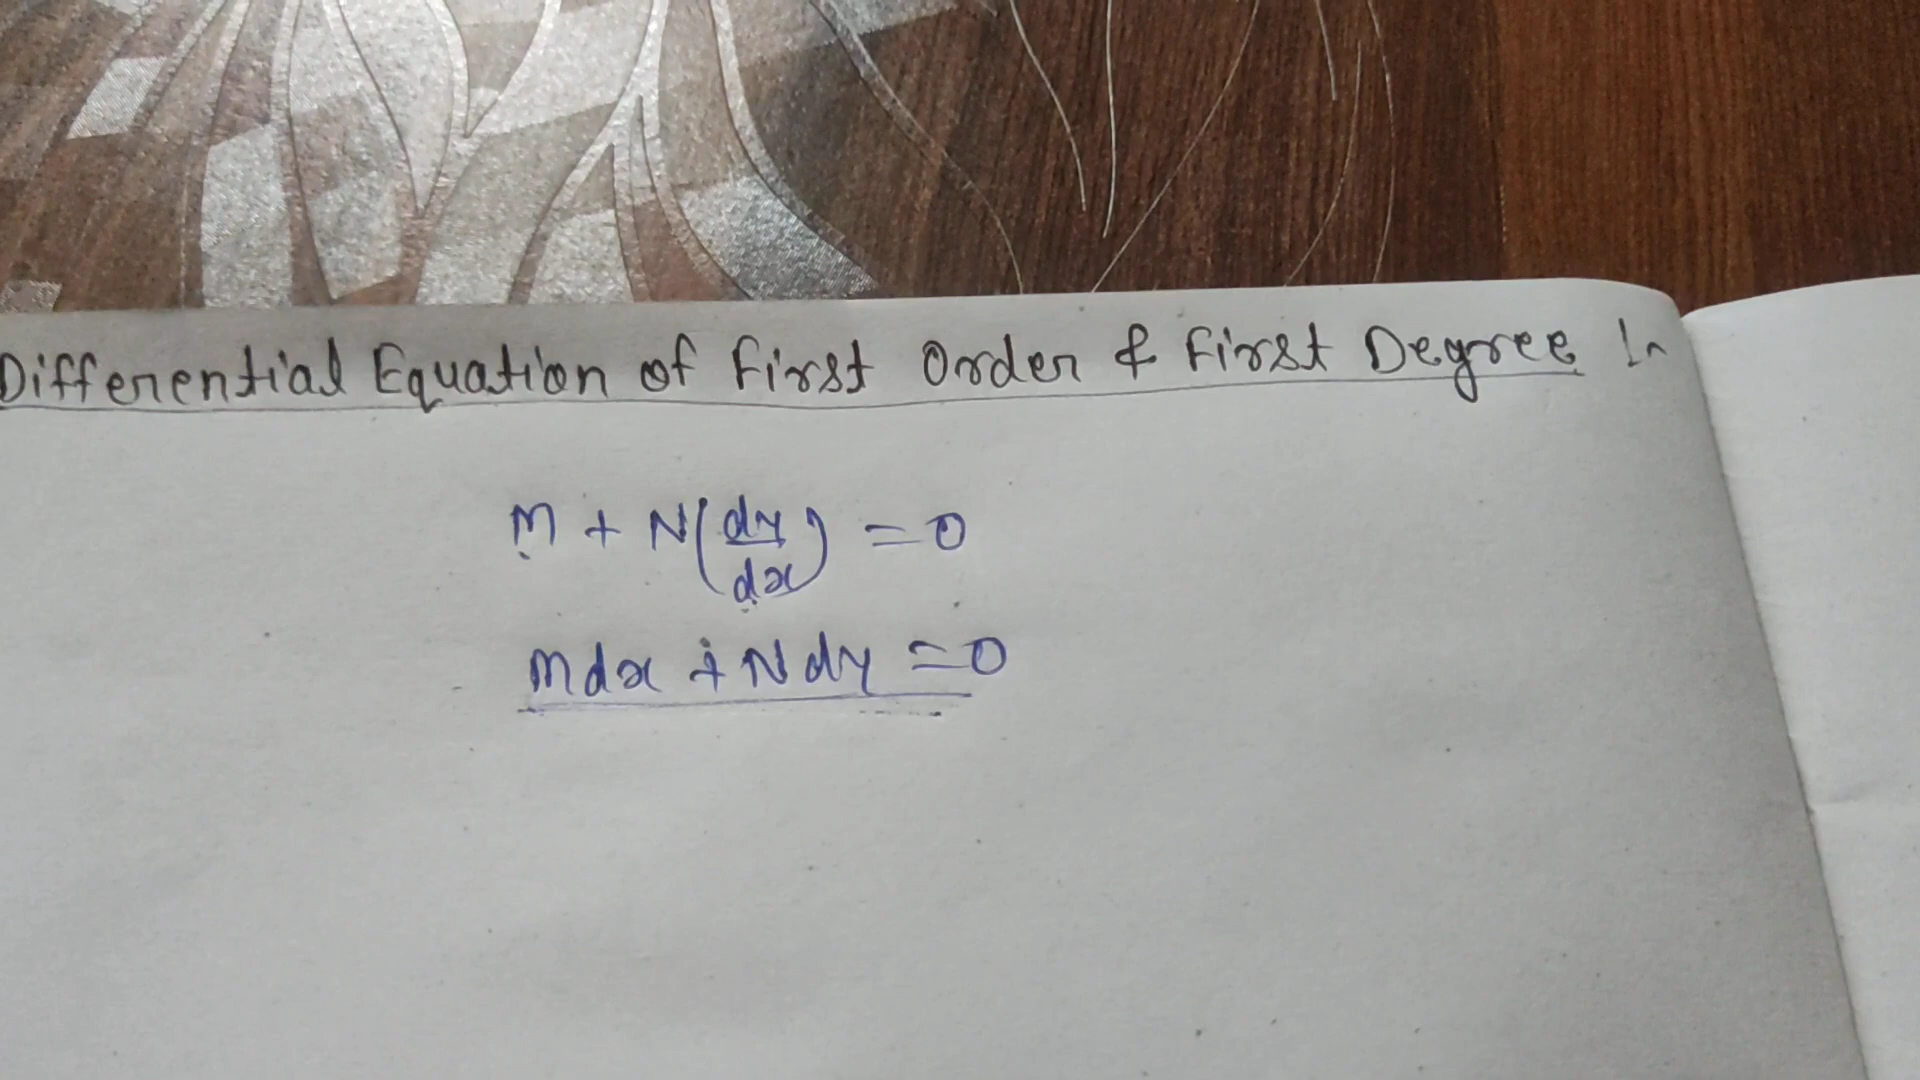 Differential Equation of First Order & First Degree :-
M + N(dy/dx) = 0
Mdx + Ndy = 0